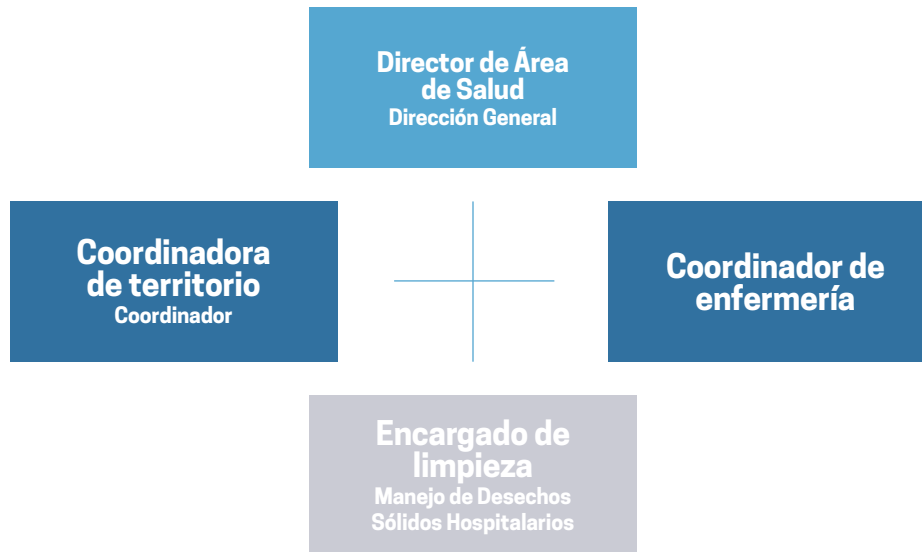 Director de Área
de Salud
Dirección General
Coordinadora
de territorio
Coordinador
Coordinador de
enfermería
Encargado de
limpieza
Manejo de Desechos
Sólidos Hospitalarios